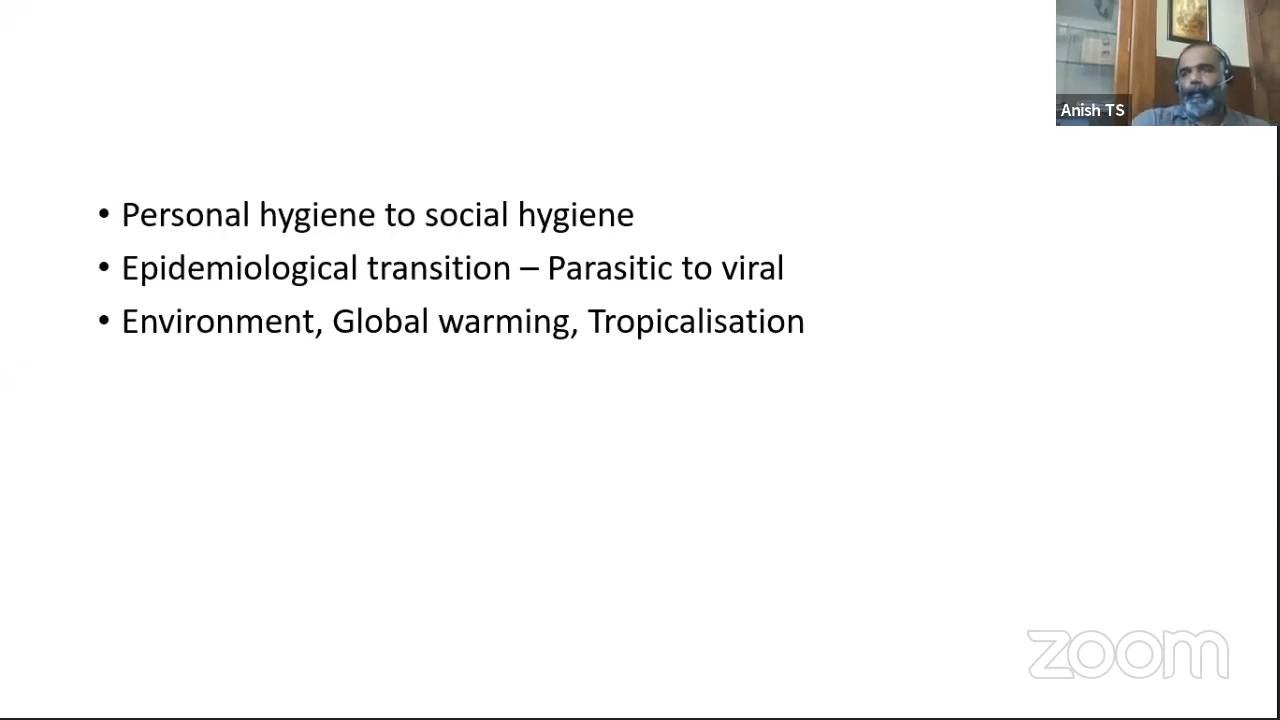 Anish TS
• Personal hygiene to social hygiene
• Epidemiological transition – Parasitic to viral
• Environment, Global warming, Tropicalisation
zoom